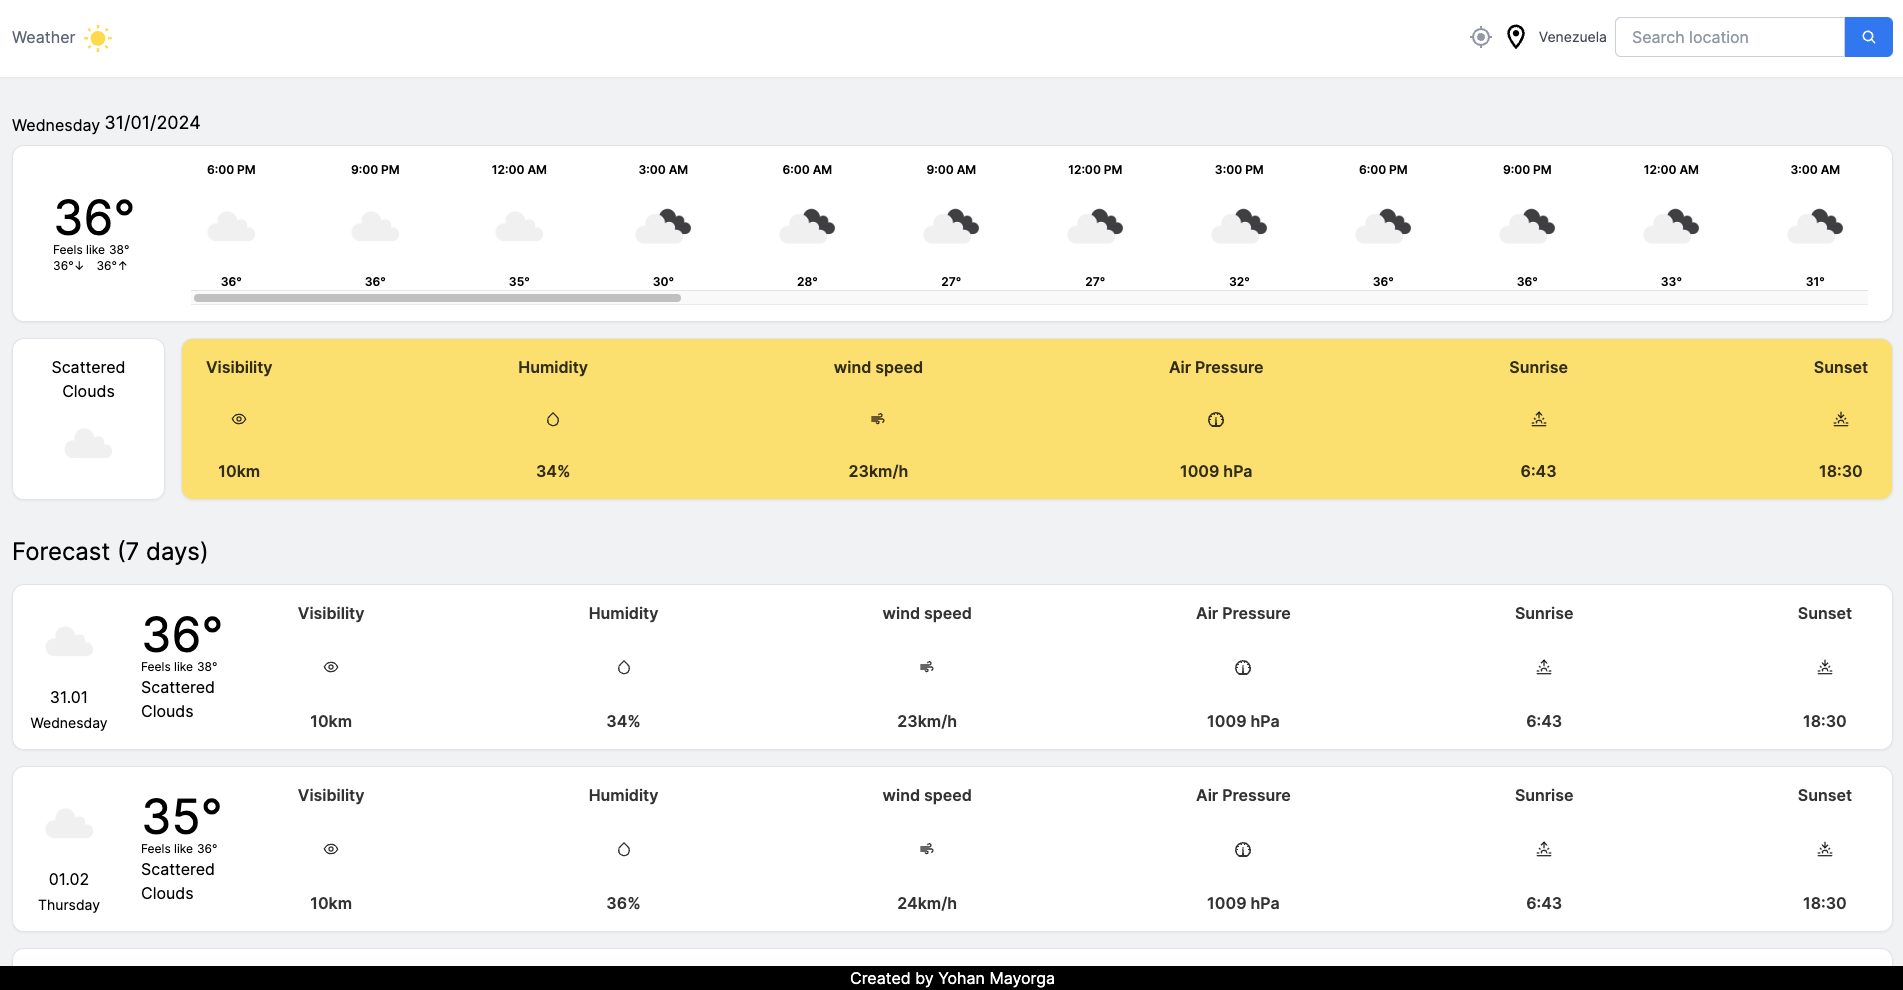 Weather
Venezuela
Search location
Wednesday 31/01/2024
36°
Feels like 38°
36°↓ 36°↑
6:00 PM 9:00 PM 12:00 AM 3:00 AM 6:00 AM 9:00 AM 12:00 PM 3:00 PM 6:00 PM 9:00 PM 12:00 AM 3:00 AM
36° 36° 35° 30° 28° 27° 27° 32° 36° 36° 33° 31°
Scattered
Clouds
Visibility Humidity wind speed Air Pressure Sunrise Sunset
10km 34% 23km/h 1009 hPa 6:43 18:30
Forecast (7 days)
31.01
Wednesday
36°
Feels like 38°
Scattered
Clouds
Visibility Humidity wind speed Air Pressure Sunrise Sunset
10km 34% 23km/h 1009 hPa 6:43 18:30
01.02
Thursday
35°
Feels like 36°
Scattered
Clouds
Visibility Humidity wind speed Air Pressure Sunrise Sunset
10km 36% 24km/h 1009 hPa 6:43 18:30
Created by Yohan Mayorga